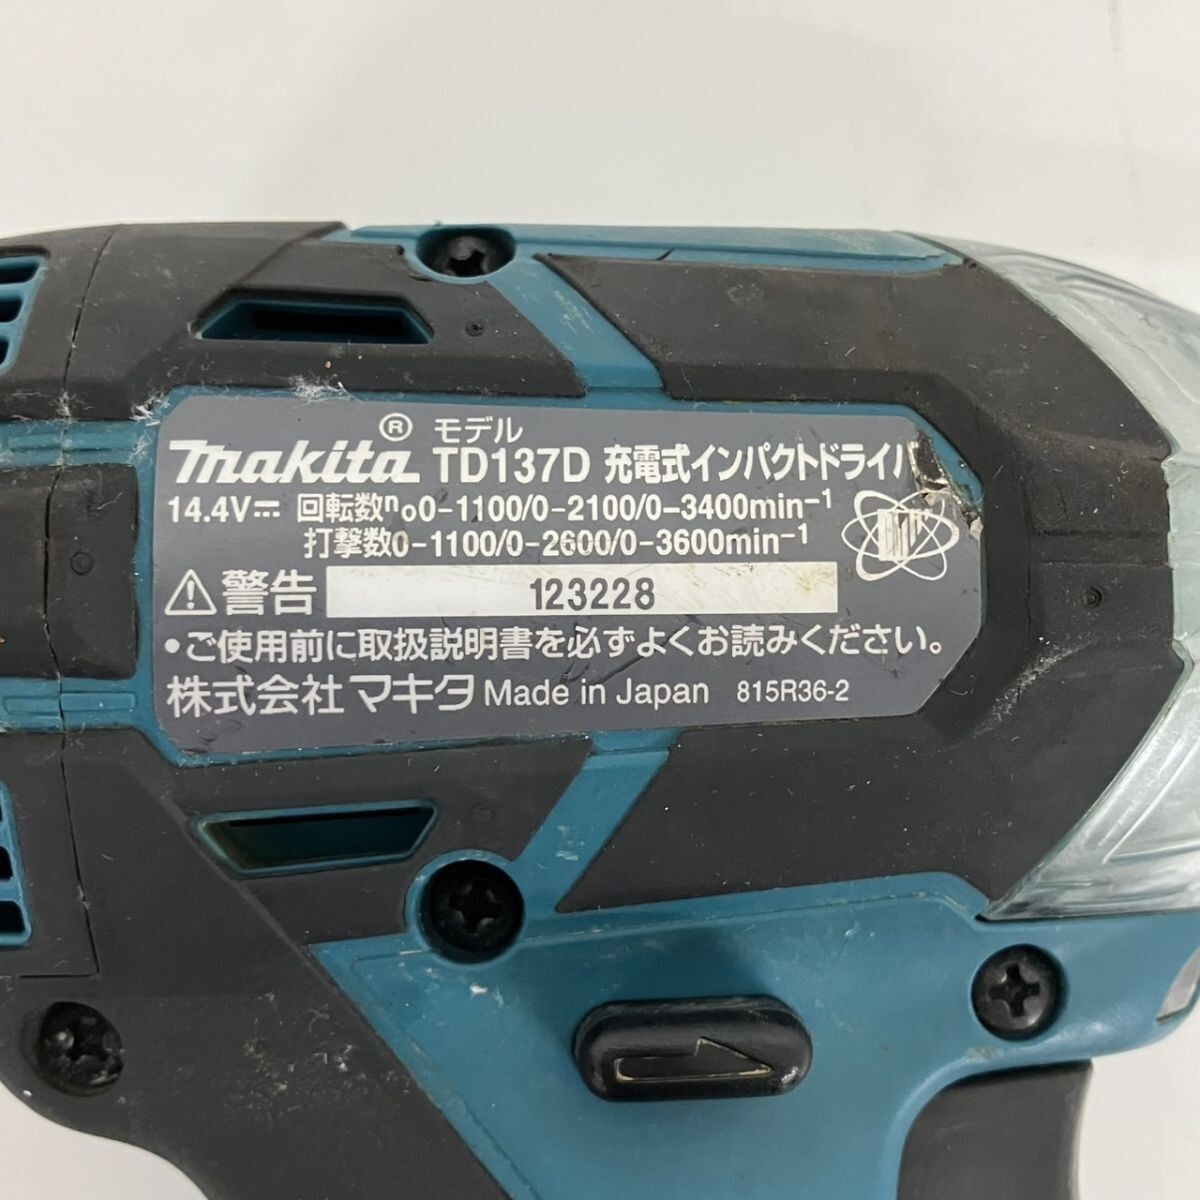 makita® モデル TD137D 充電式インパクトドライバ
14.4V⎓ 回転数n₀0-1100/0-2100/0-3400min⁻¹
打撃数0-1100/0-2600/0-3600min⁻¹
⚠警告 123228
•ご使用前に取扱説明書を必ずよくお読みください。
株式会社マキタ Made in Japan 815R36-2